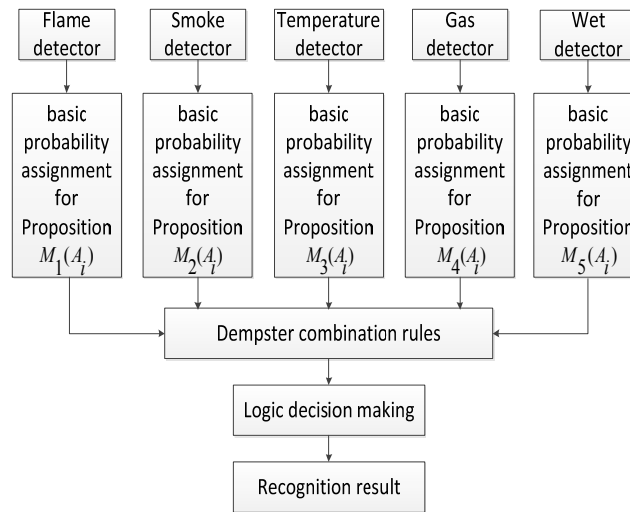 Flame
detector
Smoke
detector
Temperature
detector
Gas
detector
Wet
detector
basic
probability
assignment
for
Proposition
M₁(Aᵢ)
basic
probability
assignment
for
Proposition
M₂(Aᵢ)
basic
probability
assignment
for
Proposition
M₃(Aᵢ)
basic
probability
assignment
for
Proposition
M₄(Aᵢ)
basic
probability
assignment
for
Proposition
M₅(Aᵢ)
Dempster combination rules
Logic decision making
Recognition result